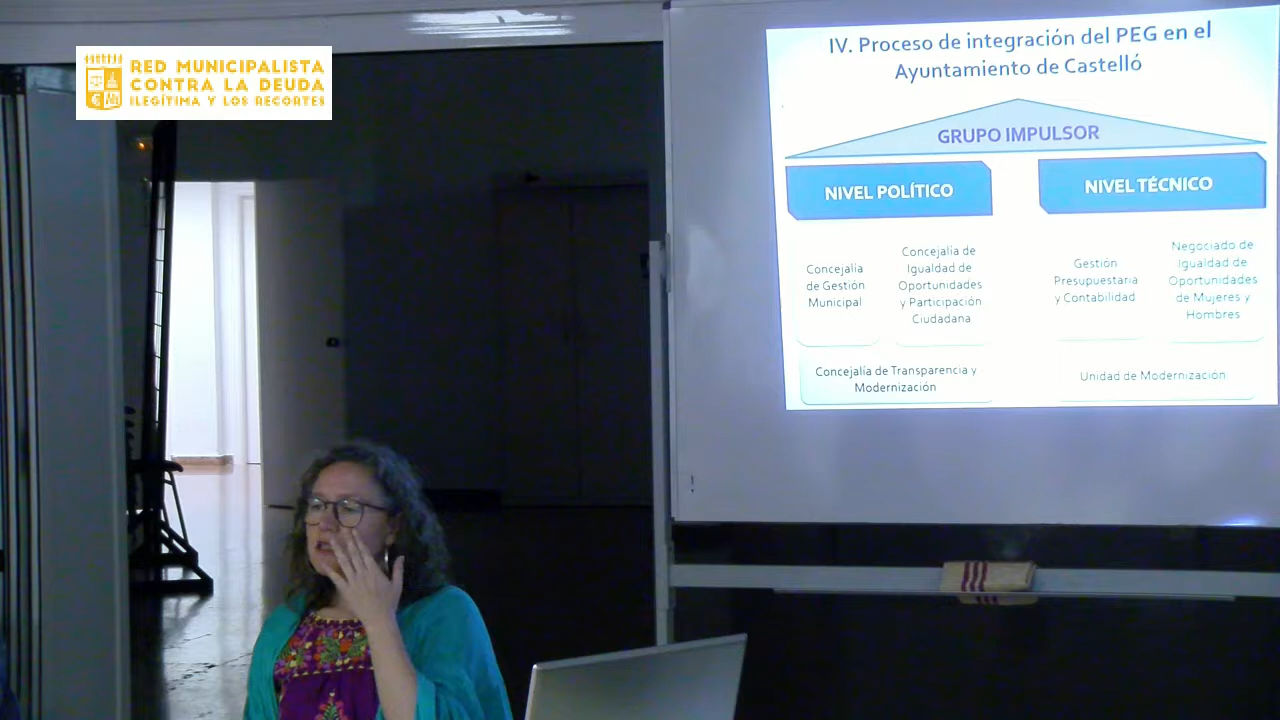 RED MUNICIPALISTA
CONTRA LA DEUDA
ILEGÍTIMA Y LOS RECORTES
IV. Proceso de integración del PEG en el
Ayuntamiento de Castelló
GRUPO IMPULSOR
NIVEL POLÍTICO
NIVEL TÉCNICO
Concejalía
de Gestión
Municipal
Concejalía de
Igualdad de
Oportunidades
y Participación
Ciudadana
Gestión
Presupuestaria
y Contabilidad
Negociado de
Igualdad de
Oportunidades
de Mujeres y
Hombres
Concejalía de Transparencia y
Modernización
Unidad de Modernización